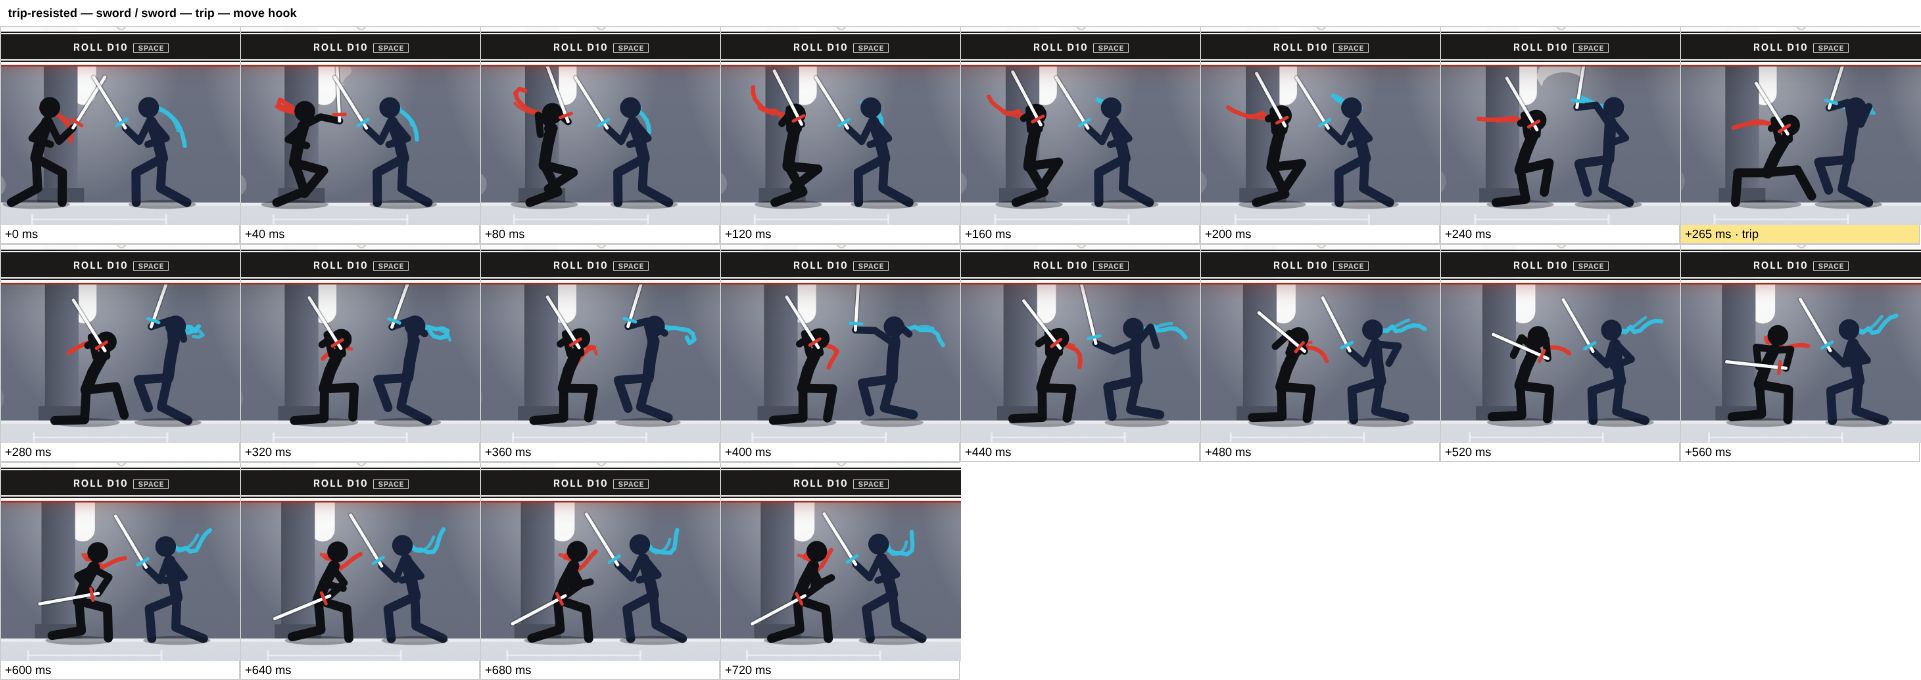 trip-resisted — sword / sword — trip — move hook
ROLL D10 SPACE ROLL D10 SPACE ROLL D10 SPACE ROLL D10 SPACE ROLL D10 SPACE ROLL D10 SPACE ROLL D10 SPACE ROLL D10 SPACE
+0 ms +40 ms +80 ms +120 ms +160 ms +200 ms +240 ms +265 ms · trip
ROLL D10 SPACE ROLL D10 SPACE ROLL D10 SPACE ROLL D10 SPACE ROLL D10 SPACE ROLL D10 SPACE ROLL D10 SPACE ROLL D10 SPACE
+280 ms +320 ms +360 ms +400 ms +440 ms +480 ms +520 ms +560 ms
ROLL D10 SPACE ROLL D10 SPACE ROLL D10 SPACE ROLL D10 SPACE
+600 ms +640 ms +680 ms +720 ms